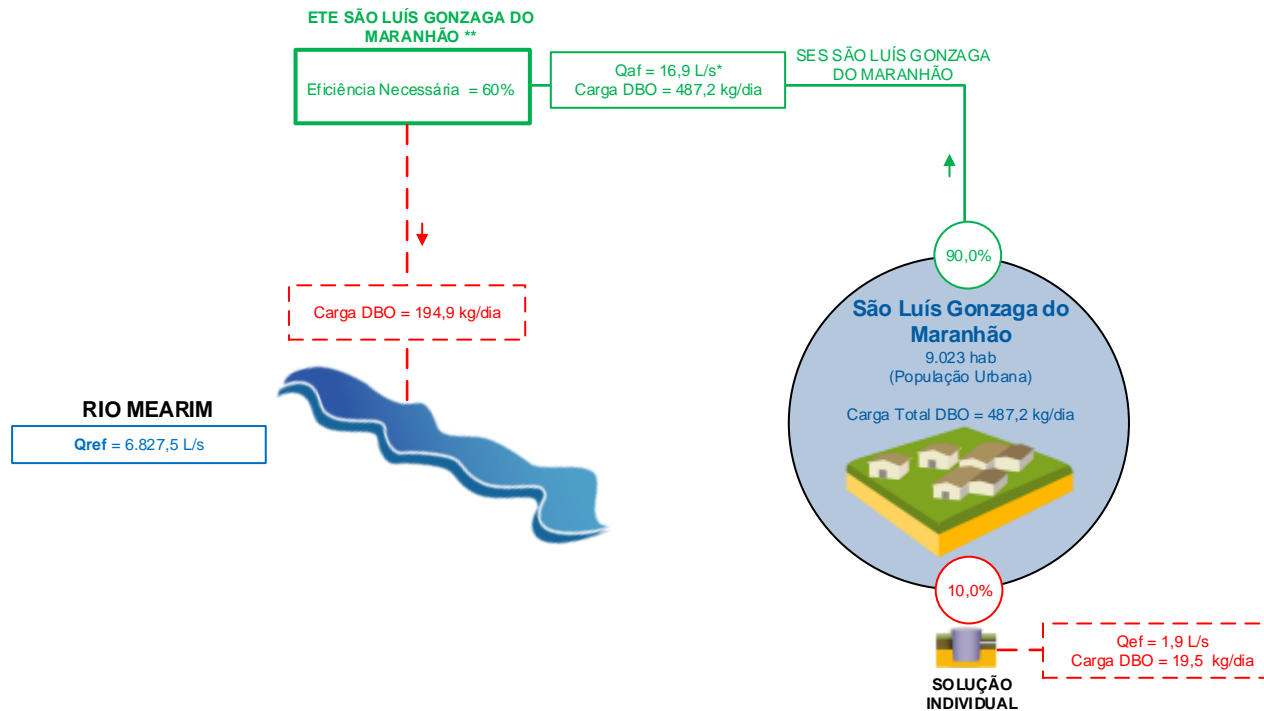 ETE SÃO LUÍS GONZAGA DO
MARANHÃO **
Eficiência Necessária = 60%
Qaf = 16,9 L/s*
Carga DBO = 487,2 kg/dia
SES SÃO LUÍS GONZAGA
DO MARANHÃO
Carga DBO = 194,9 kg/dia
RIO MEARIM
Qref = 6.827,5 L/s
90,0%
São Luís Gonzaga do
Maranhão
9.023 hab
(População Urbana)
Carga Total DBO = 487,2 kg/dia
10,0%
Qef = 1,9 L/s
Carga DBO = 19,5 kg/dia
SOLUÇÃO
INDIVIDUAL